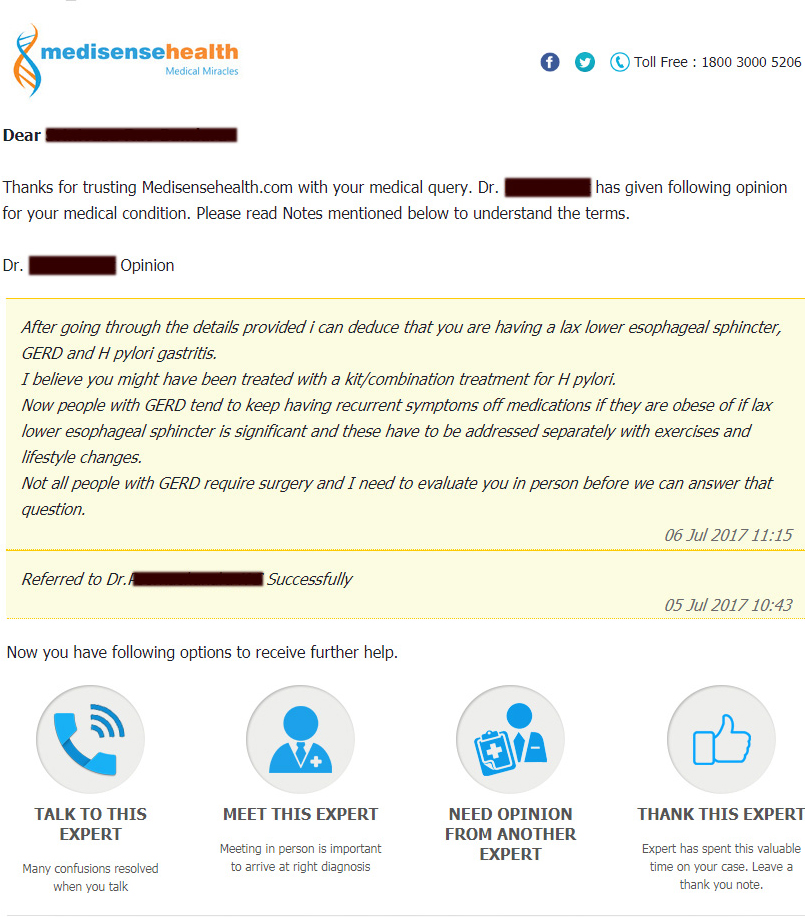 medisensehealth
Medical Miracles
Toll Free : 1800 3000 5206
Dear
Thanks for trusting Medisensehealth.com with your medical query. Dr. has given following opinion
for your medical condition. Please read Notes mentioned below to understand the terms.
Dr. Opinion
After going through the details provided i can deduce that you are having a lax lower esophageal sphincter,
GERD and H pylori gastritis.
I believe you might have been treated with a kit/combination treatment for H pylori.
Now people with GERD tend to keep having recurrent symptoms off medications if they are obese of if lax
lower esophageal sphincter is significant and these have to be addressed separately with exercises and
lifestyle changes.
Not all people with GERD require surgery and I need to evaluate you in person before we can answer that
question.
06 Jul 2017 11:15
Referred to Dr. Successfully
05 Jul 2017 10:43
Now you have following options to receive further help.
TALK TO THIS
EXPERT
Many confusions resolved
when you talk
MEET THIS EXPERT
Meeting in person is important
to arrive at right diagnosis
NEED OPINION
FROM ANOTHER
EXPERT
THANK THIS EXPERT
Expert has spent this valuable
time on your case. Leave a
thank you note.